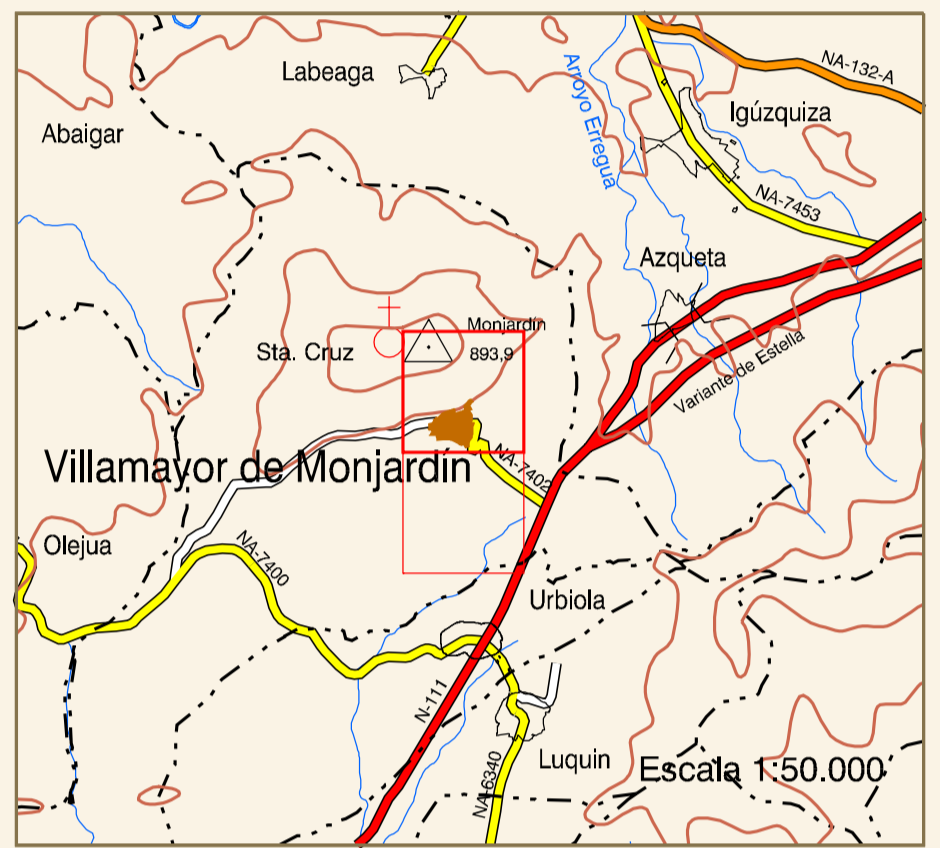 Labeaga
NA-132-A
Abaigar
Arroyo Erregua
Igúzquiza
NA-7453
Azqueta
Monjardín
Sta. Cruz
893,9
Variante de Estella
Villamayor de Monjardín
NA-7402
Olejua
NA-7400
Urbiola
N-111
Luquin
NA-6340
Escala 1:50.000